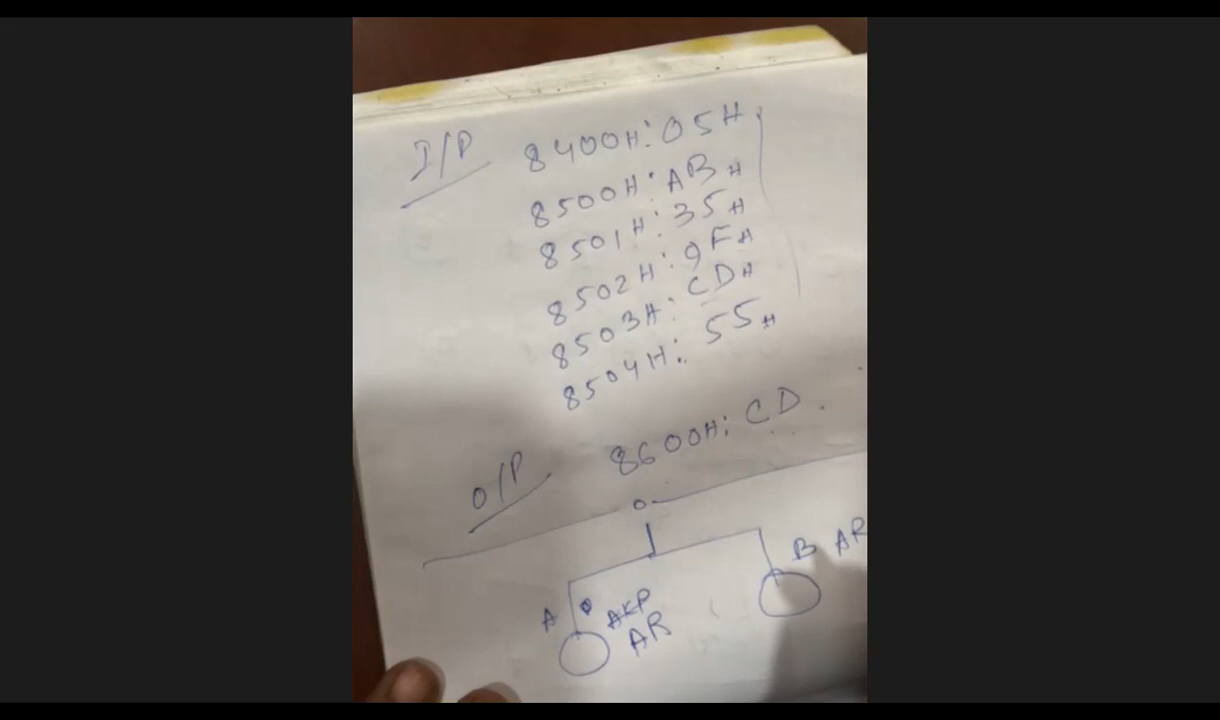 I/P 8400H: 05H
8500H: ABH
8501H: 35H
8502H: 9FH
8503H: CDH
8504H: 55H
O/P 8600H: CD.
A AKP B AR
AR